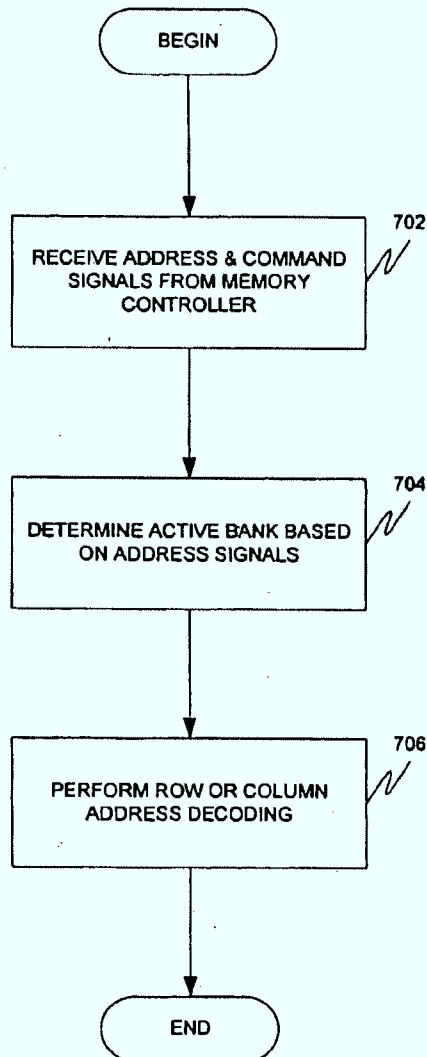 BEGIN
702
RECEIVE ADDRESS & COMMAND
SIGNALS FROM MEMORY
CONTROLLER
704
DETERMINE ACTIVE BANK BASED
ON ADDRESS SIGNALS
706
PERFORM ROW OR COLUMN
ADDRESS DECODING
END